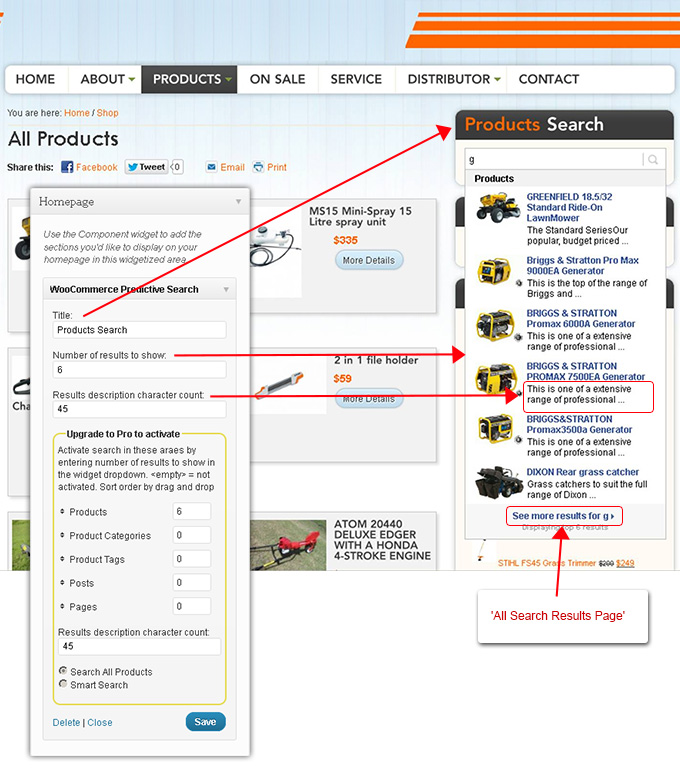 HOME
ABOUT
PRODUCTS
ON SALE
SERVICE
DISTRIBUTOR
CONTACT
You are here: Home / Shop
All Products
Share this:
Facebook
Tweet
0
Email
Print
MS15 Mini-Spray 15
Litre spray unit
$335
More Details
2 in 1 file holder
$59
More Details
Cha
ATOM 20440
DELUXE EDGER
WITH A HONDA
4-STROKE ENGINE
Homepage
Use the Component widget to add the
sections you'd like to display on your
homepage in this widgetized area.
WooCommerce Predictive Search
Title:
Products Search
Number of results to show:
6
Results description character count:
45
Upgrade to Pro to activate
Activate search in these araes by
entering number of results to show in
the widget dropdown. <empty> = not
activated. Sort order by drag and drop
Products
6
Product Categories
0
Product Tags
0
Posts
0
Pages
0
Results description character count:
45
Search All Products
Smart Search
Delete | Close
Save
Products Search
g
Products
GREENFIELD 18.5/32
Standard Ride-On
LawnMower
The Standard SeriesOur
popular, budget priced ...
Briggs & Stratton Pro Max
9000EA Generator
This is the top of the range of
Briggs and ...
BRIGGS & STRATTON
Promax 6000A Generator
This is one of a extensive
range of professional ...
BRIGGS & STRATTON
PROMAX 7500EA Generator
This is one of a extensive
range of professional ...
BRIGGS&STRATTON
Promax3500a Generator
This is one of a extensive
range of professional ...
DIXON Rear grass catcher
Grass catchers to suit the full
range of Dixon ...
See more results for g
Displaying top 6 results
STIHL FS45 Grass Trimmer $200 $249
'All Search Results Page'